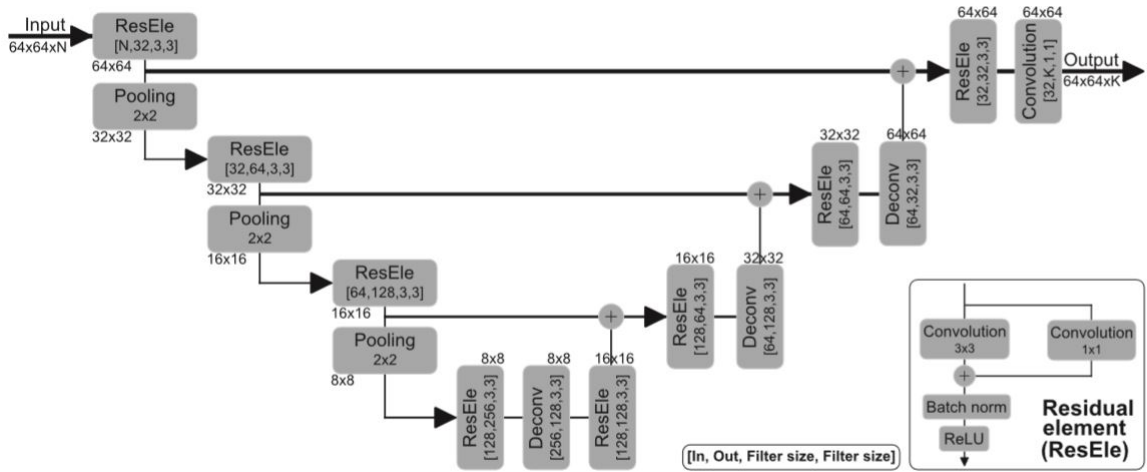 Input
64x64xN
ResEle
[N,32,3,3]
64x64
Pooling
2x2
32x32
ResEle
[32,64,3,3]
32x32
Pooling
2x2
16x16
ResEle
[64,128,3,3]
16x16
Pooling
2x2
8x8
ResEle
[128,256,3,3]
8x8
Deconv
[256,128,3,3]
8x8
ResEle
[128,128,3,3]
16x16
ResEle
[128,64,3,3]
16x16
Deconv
[64,128,3,3]
32x32
ResEle
[64,64,3,3]
32x32
Deconv
[64,32,3,3]
64x64
ResEle
[32,32,3,3]
64x64
Convolution
[32,K,1,1]
64x64
Output
64x64xK
+
+
+
[In, Out, Filter size, Filter size]
Convolution
3x3
Convolution
1x1
+
Batch norm
ReLU
Residual
element
(ResEle)